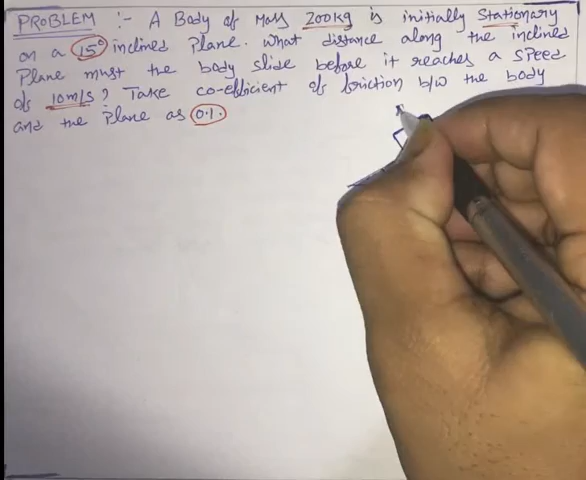 PROBLEM :- A Body of Mass 200kg is initially Stationary
on a 15° inclined Plane. What distance along the inclined
Plane must the body slide before it reaches a speed
of 10m/s? Take co-efficient of friction b/w the body
and the Plane as 0.1.